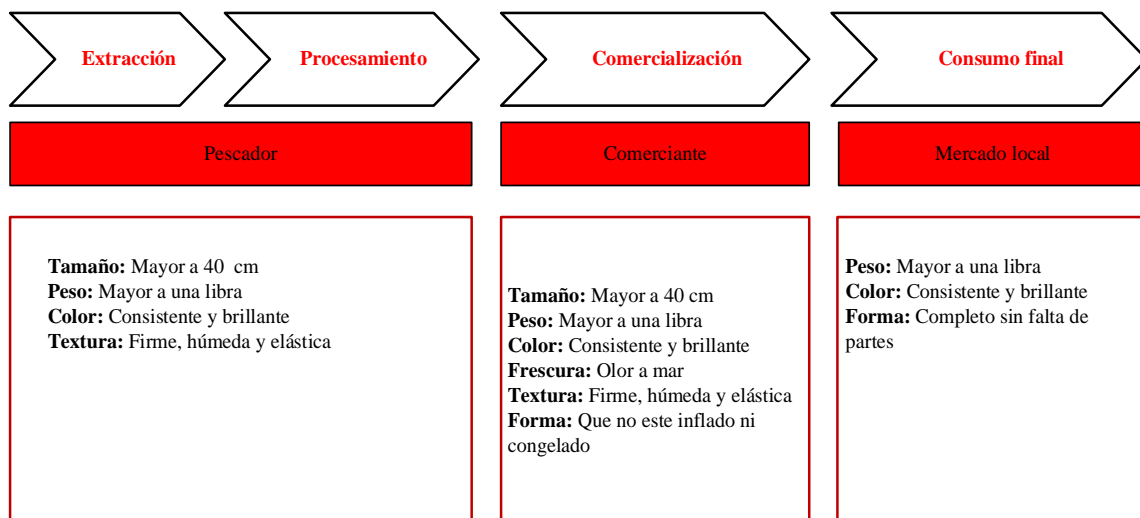 Extracción
Procesamiento
Comercialización
Consumo final
Pescador
Comerciante
Mercado local
Tamaño: Mayor a 40 cm
Peso: Mayor a una libra
Color: Consistente y brillante
Textura: Firme, húmeda y elástica
Tamaño: Mayor a 40 cm
Peso: Mayor a una libra
Color: Consistente y brillante
Frescura: Olor a mar
Textura: Firme, húmeda y elástica
Forma: Que no este inflado ni
congelado
Peso: Mayor a una libra
Color: Consistente y brillante
Forma: Completo sin falta de
partes